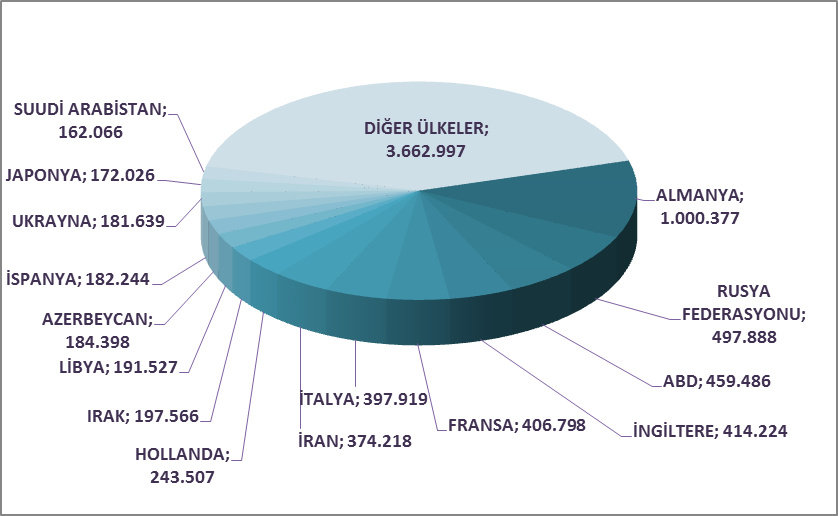 DİĞER ÜLKELER;
3.662.997
ALMANYA;
1.000.377
RUSYA
FEDERASYONU;
497.888
ABD; 459.486
İNGİLTERE; 414.224
FRANSA; 406.798
İTALYA; 397.919
İRAN; 374.218
HOLLANDA;
243.507
IRAK; 197.566
LİBYA; 191.527
AZERBEYCAN;
184.398
İSPANYA; 182.244
UKRAYNA; 181.639
JAPONYA; 172.026
SUUDİ ARABİSTAN;
162.066